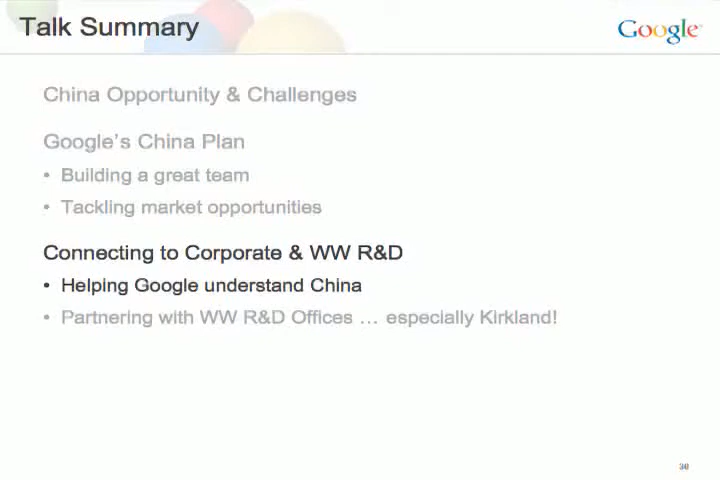 Talk Summary
Google
China Opportunity & Challenges
Google's China Plan
• Building a great team
• Tackling market opportunities
Connecting to Corporate & WW R&D
• Helping Google understand China
• Partnering with WW R&D Offices … especially Kirkland!